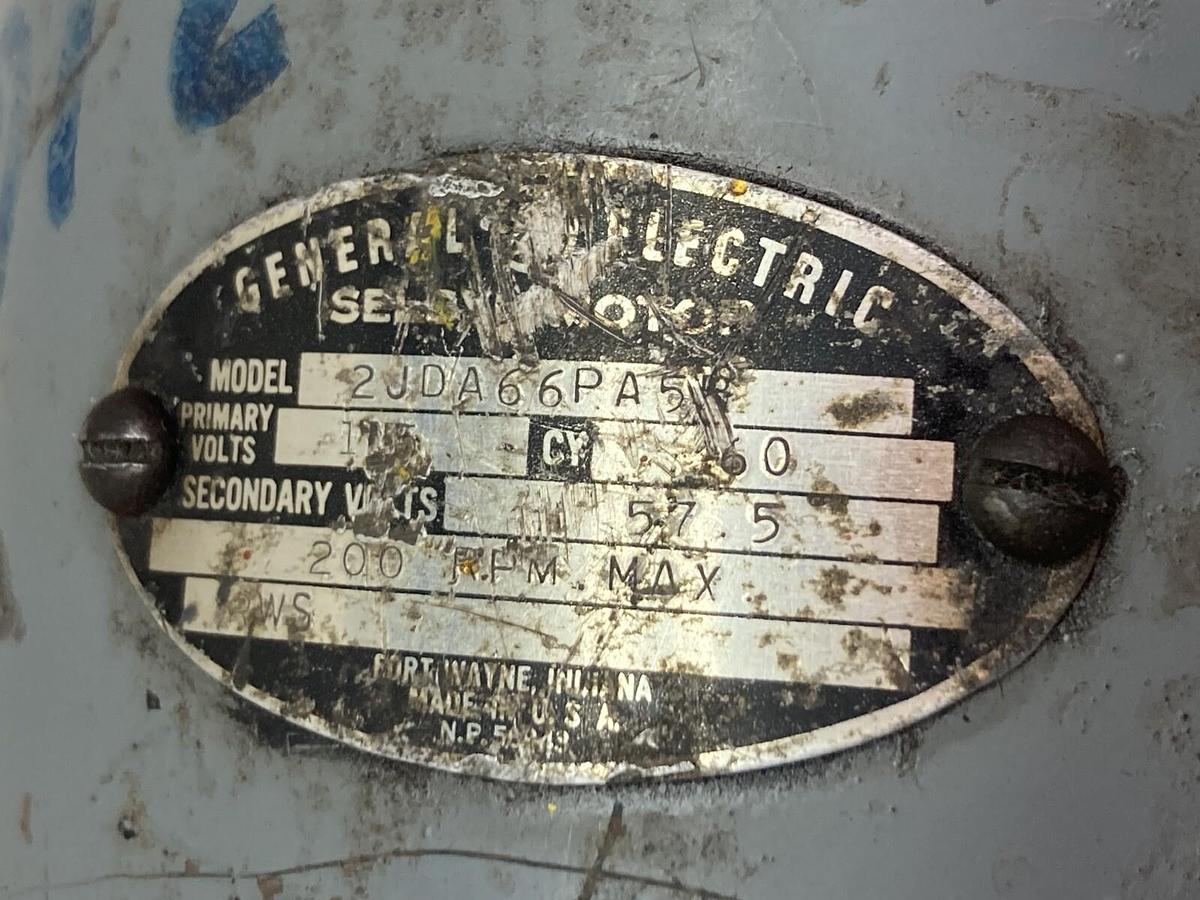 GENERAL ELECTRIC
MOTOR
MODEL
PRIMARY VOLTS CY 60
SECONDARY VOLTS 57.5
200 RPM MAX
FORT WAYNE, INDIANA
MADE IN U.S.A.
N.P.